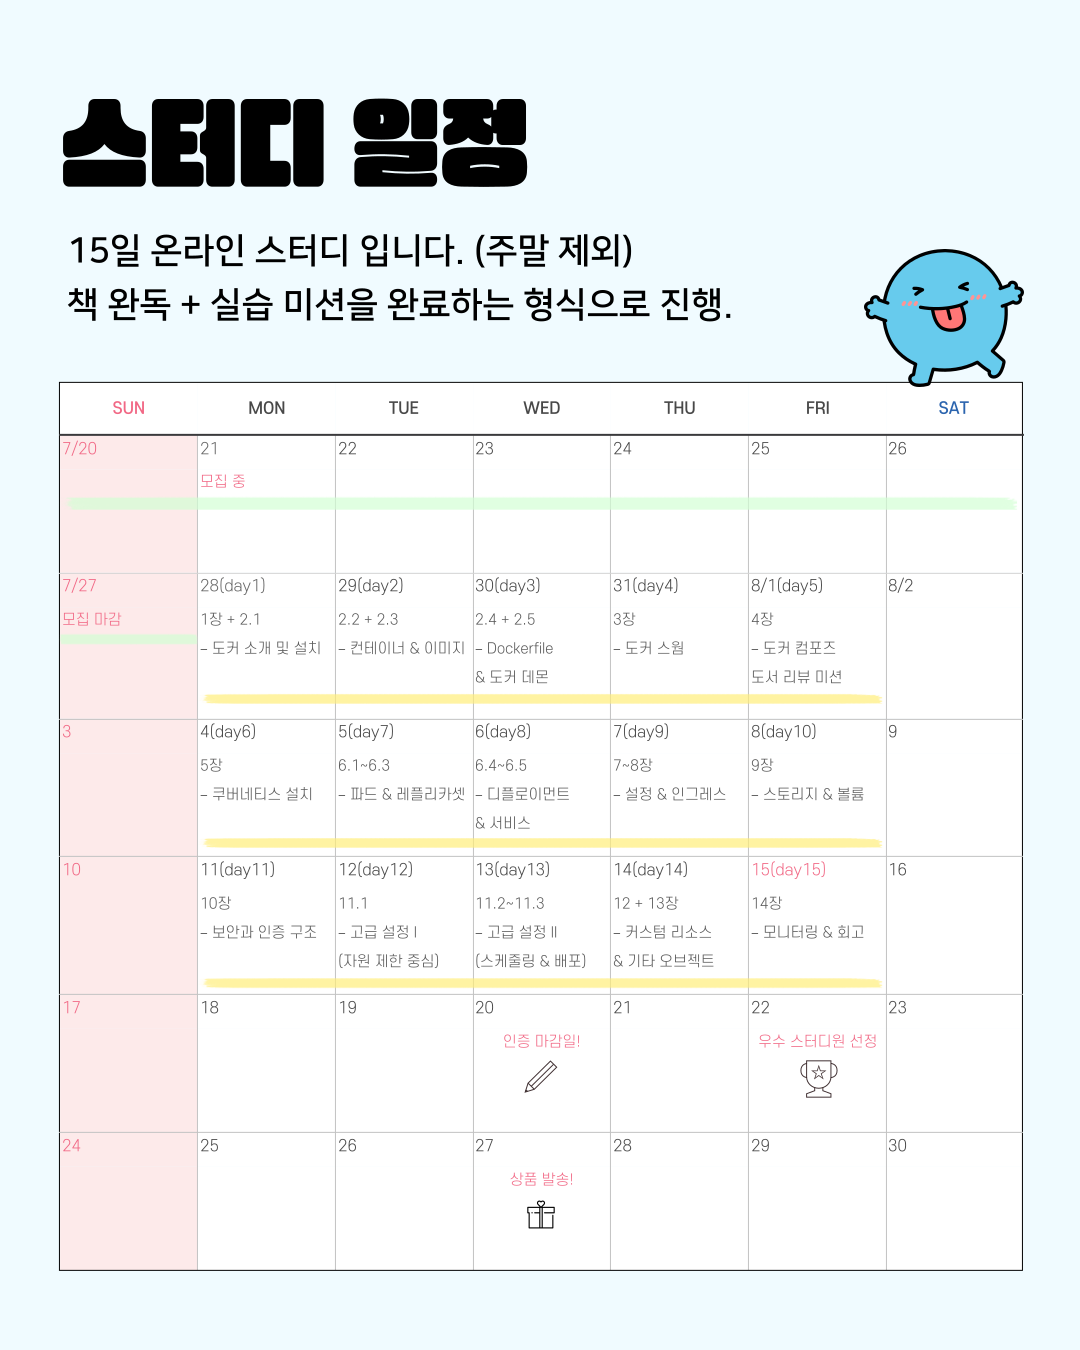 스터디 일정
15일 온라인 스터디 입니다. (주말 제외)
책 완독 + 실습 미션을 완료하는 형식으로 진행.
SUN MON TUE WED THU FRI SAT
7/20 21 22 23 24 25 26
모집 중
7/27 28(day1) 29(day2) 30(day3) 31(day4) 8/1(day5) 8/2
모집 마감 1장 + 2.1 2.2 + 2.3 2.4 + 2.5 3장 4장
– 도커 소개 및 설치 – 컨테이너 & 이미지 – Dockerfile – 도커 스웜 – 도커 컴포즈
& 도커 데몬 도서 리뷰 미션
3 4(day6) 5(day7) 6(day8) 7(day9) 8(day10) 9
5장 6.1~6.3 6.4~6.5 7~8장 9장
– 쿠버네티스 설치 – 파드 & 레플리카셋 – 디플로이먼트 – 설정 & 인그레스 – 스토리지 & 볼륨
& 서비스
10 11(day11) 12(day12) 13(day13) 14(day14) 15(day15) 16
10장 11.1 11.2~11.3 12 + 13장 14장
– 보안과 인증 구조 – 고급 설정 I – 고급 설정 II – 커스텀 리소스 – 모니터링 & 회고
(자원 제한 중심) (스케줄링 & 배포) & 기타 오브젝트
17 18 19 20 21 22 23
인증 마감일! 우수 스터디원 선정
24 25 26 27 28 29 30
상품 발송!